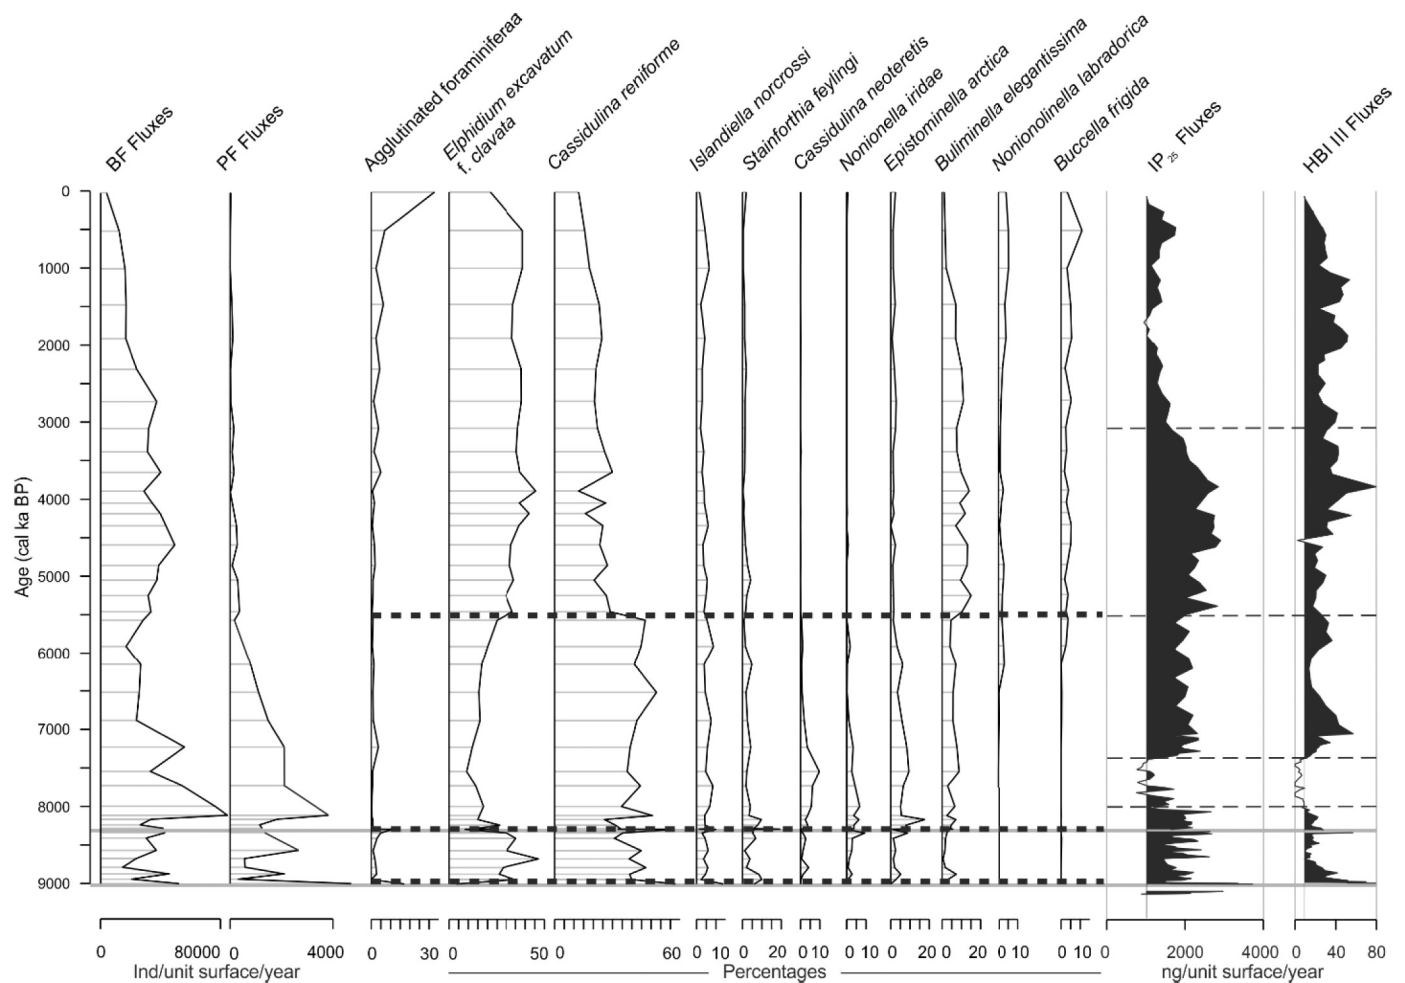 BF Fluxes
PF Fluxes
Agglutinated foraminiferaa
Elphidium excavatum
f. clavata
Cassidulina reniforme
Islandiella norcrossi
Stainforthia feylingi
Cassidulina neoteretis
Nonionella iridae
Epistominella arctica
Buliminella elegantissima
Nonionolinella labradorica
Buccella frigida
IP25 Fluxes
HBI III Fluxes
Age (cal ka BP)
0
1000
2000
3000
4000
5000
6000
7000
8000
9000
0 80000 0 4000 0 30 0 50 0 60 0 10 0 20 0 10 0 10 0 20 0 20 0 10 0 10 0 2000 4000 0 40 80
Ind/unit surface/year Percentages ng/unit surface/year